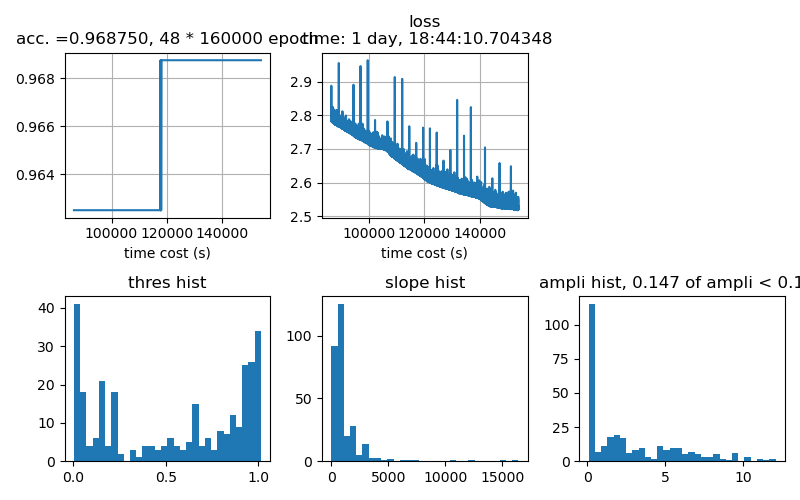 loss
acc. =0.968750, 48 * 160000 epoch
time: 1 day, 18:44:10.704348
0.968
0.966
0.964
100000 120000 140000
time cost (s)
2.9
2.8
2.7
2.6
2.5
100000 120000 140000
time cost (s)
thres hist
40
30
20
10
0
0.0 0.5 1.0
slope hist
100
50
0
0 5000 10000 15000
ampli hist, 0.147 of ampli < 0.1
100
75
50
25
0
0 5 10